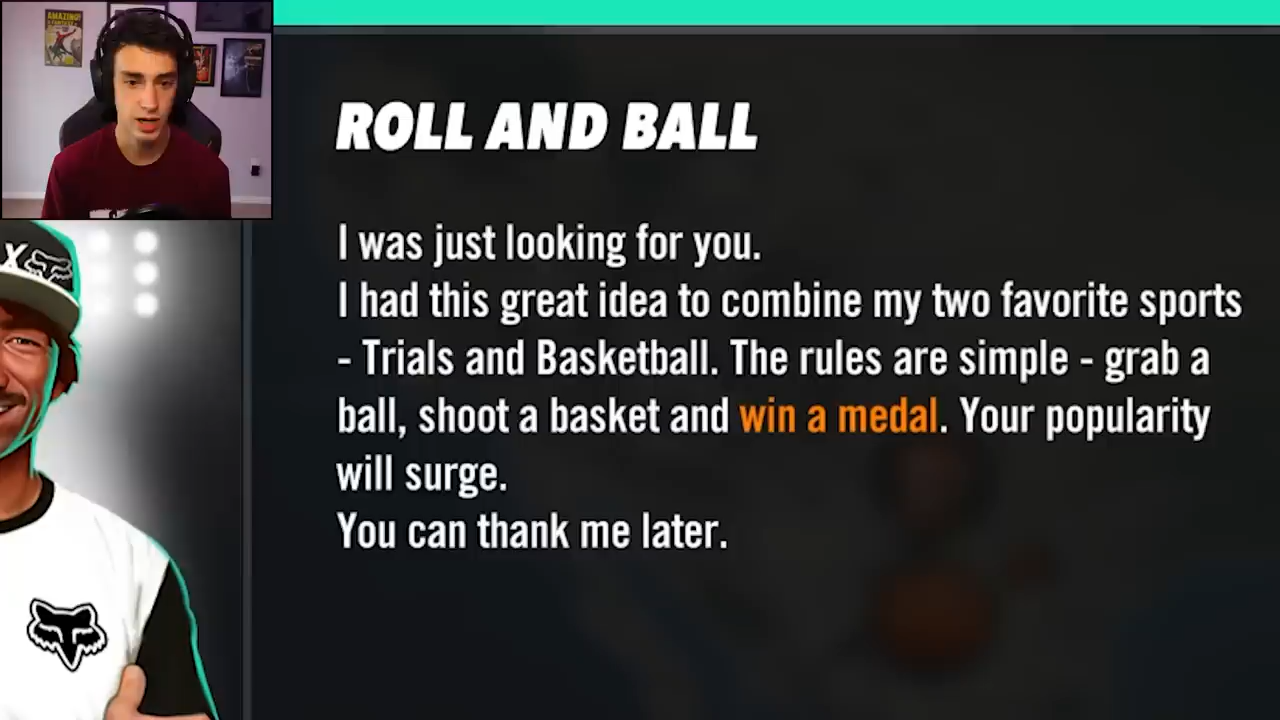 AMAZING!
X
ROLL AND BALL
I was just looking for you.
I had this great idea to combine my two favorite sports
- Trials and Basketball. The rules are simple - grab a
ball, shoot a basket and win a medal. Your popularity
will surge.
You can thank me later.